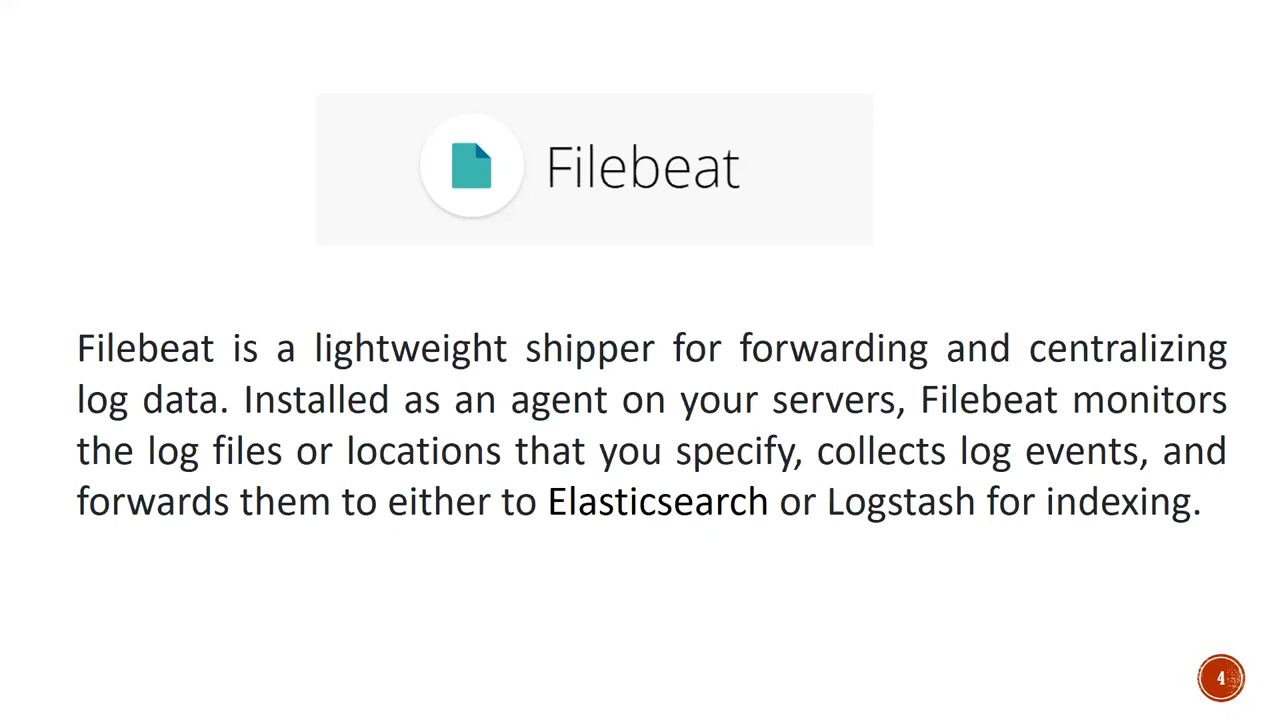 Filebeat
Filebeat is a lightweight shipper for forwarding and centralizing
log data. Installed as an agent on your servers, Filebeat monitors
the log files or locations that you specify, collects log events, and
forwards them to either to Elasticsearch or Logstash for indexing.
4